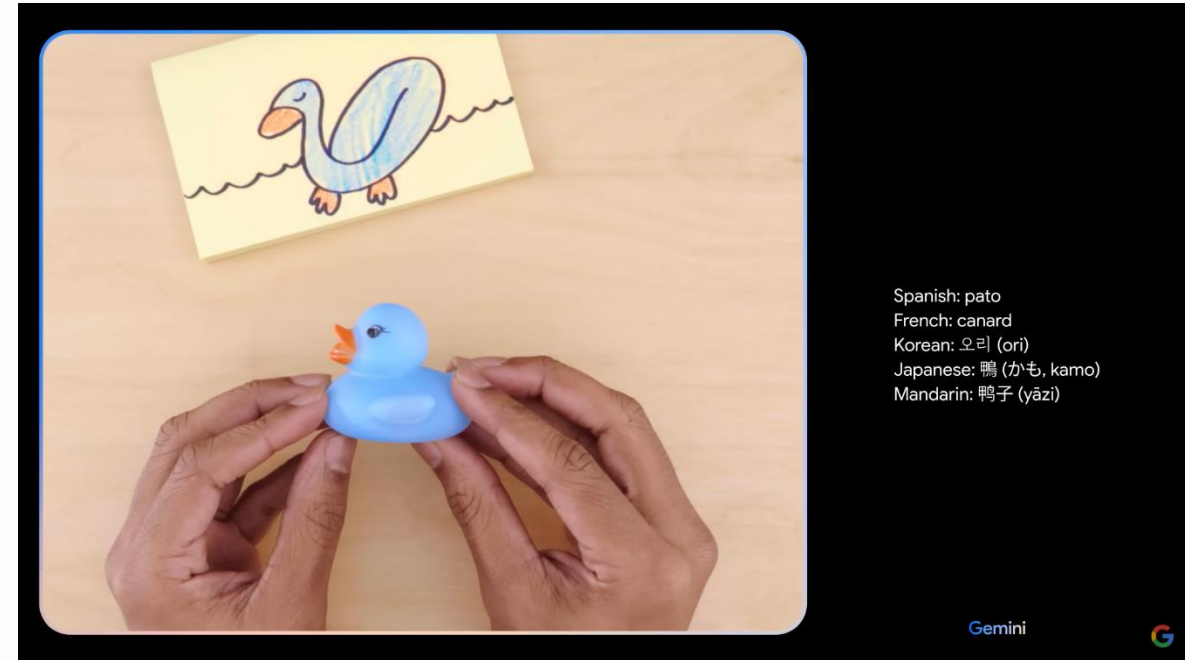 Spanish: pato
French: canard
Korean: 오리 (ori)
Japanese: 鴨 (かも, kamo)
Mandarin: 鸭子 (yāzi)
Gemini